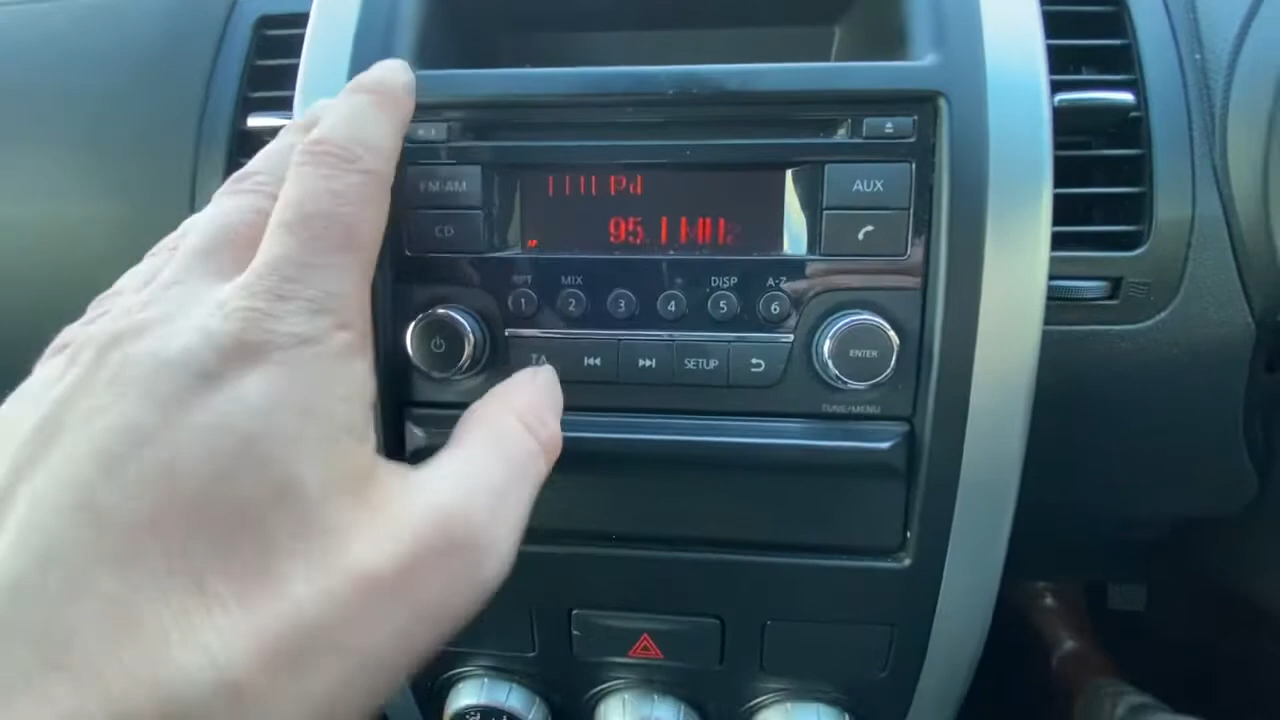 FM·AM
AUX
CD
95.1 MHz
RPT MIX DISP A-Z
1 2 3 4 5 6
TA SETUP
ENTER
TUNE/MENU